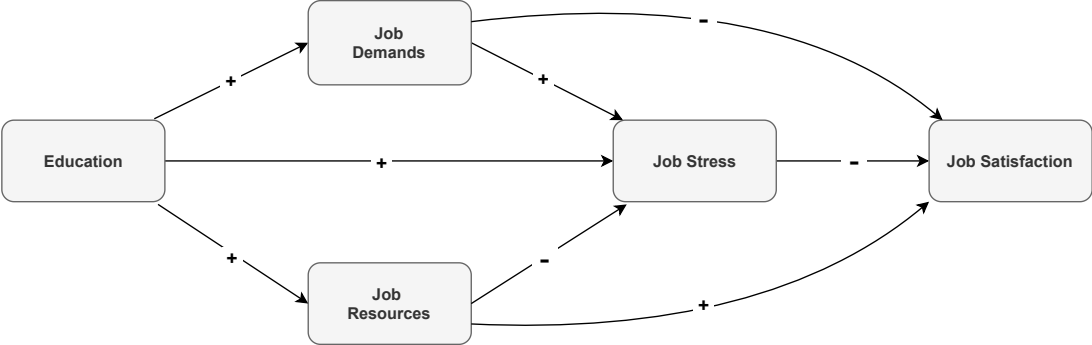 Job
Demands
-
+
+
Education
+
Job Stress
-
Job Satisfaction
+
-
Job
Resources
+